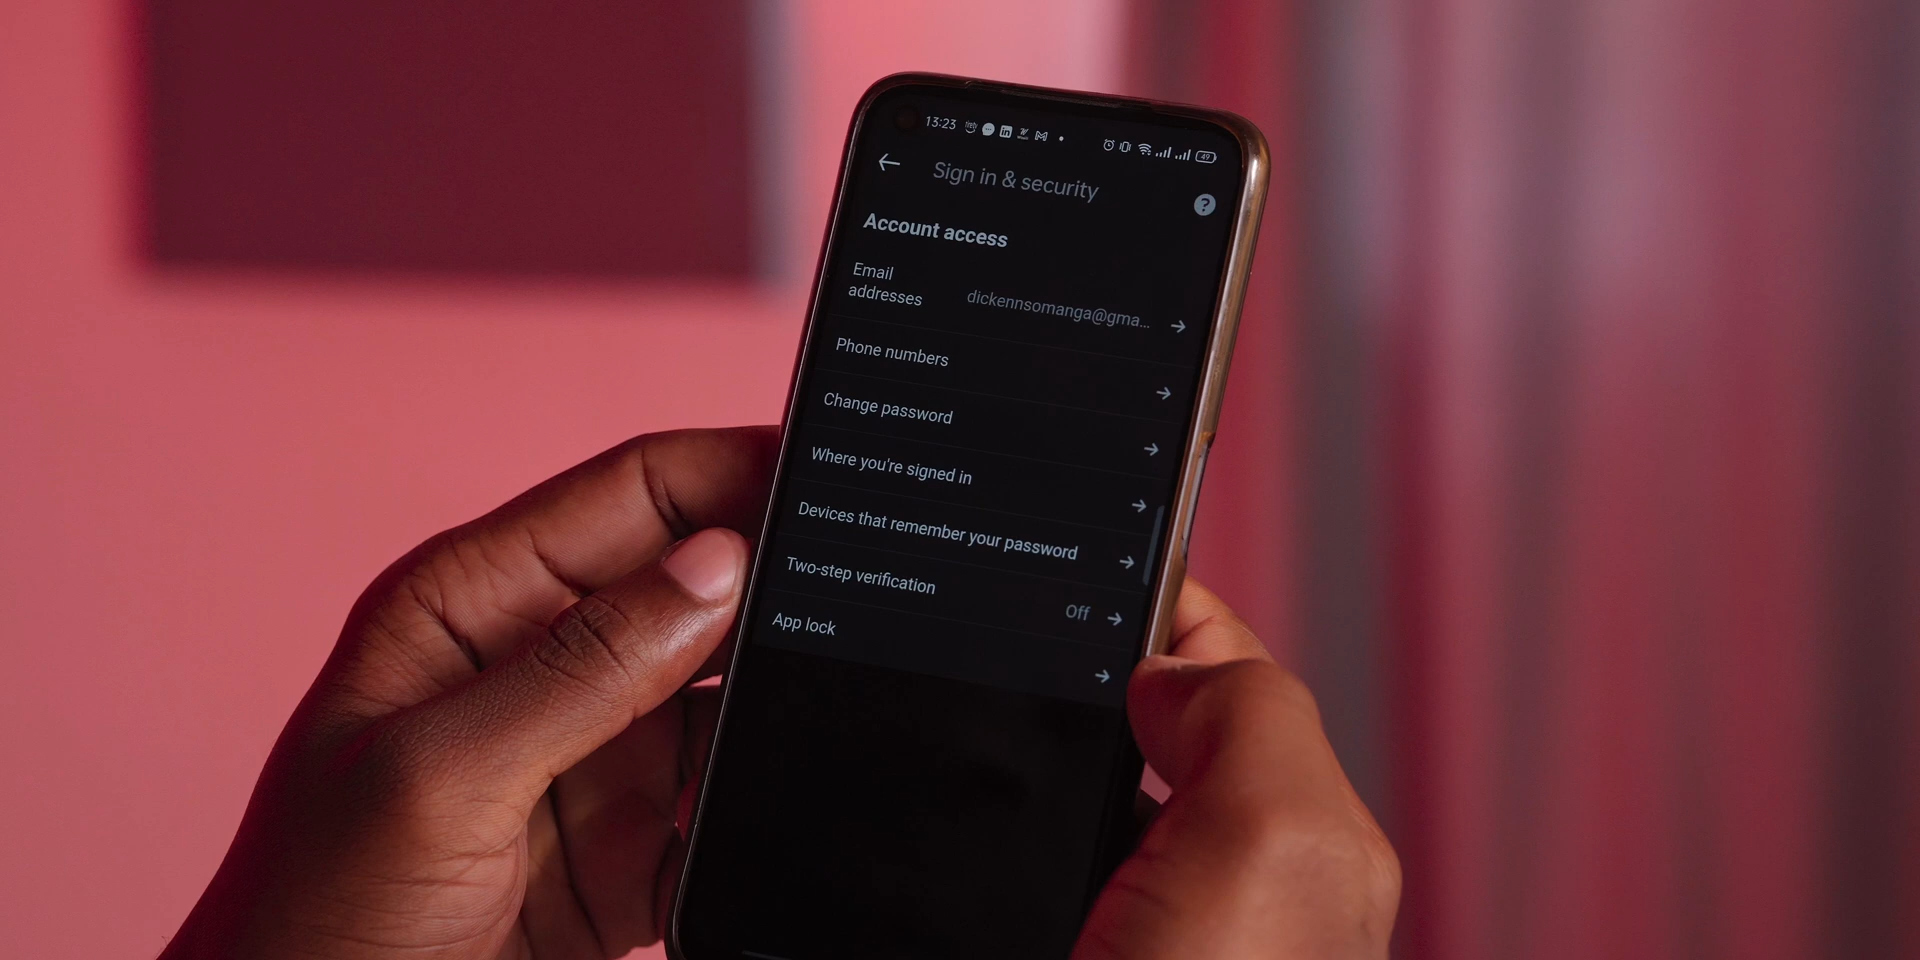 13:23
49
Sign in & security
?
Account access
Email
addresses
dickennsomanga@gma...
Phone numbers
Change password
Where you're signed in
Devices that remember your password
Two-step verification
Off
App lock